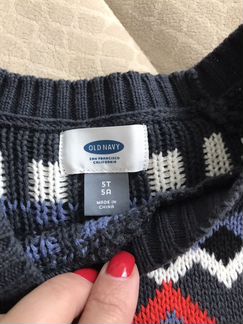 OLD NAVY
SAN FRANCISCO
CALIFORNIA
5T
5A
MADE IN
CHINA